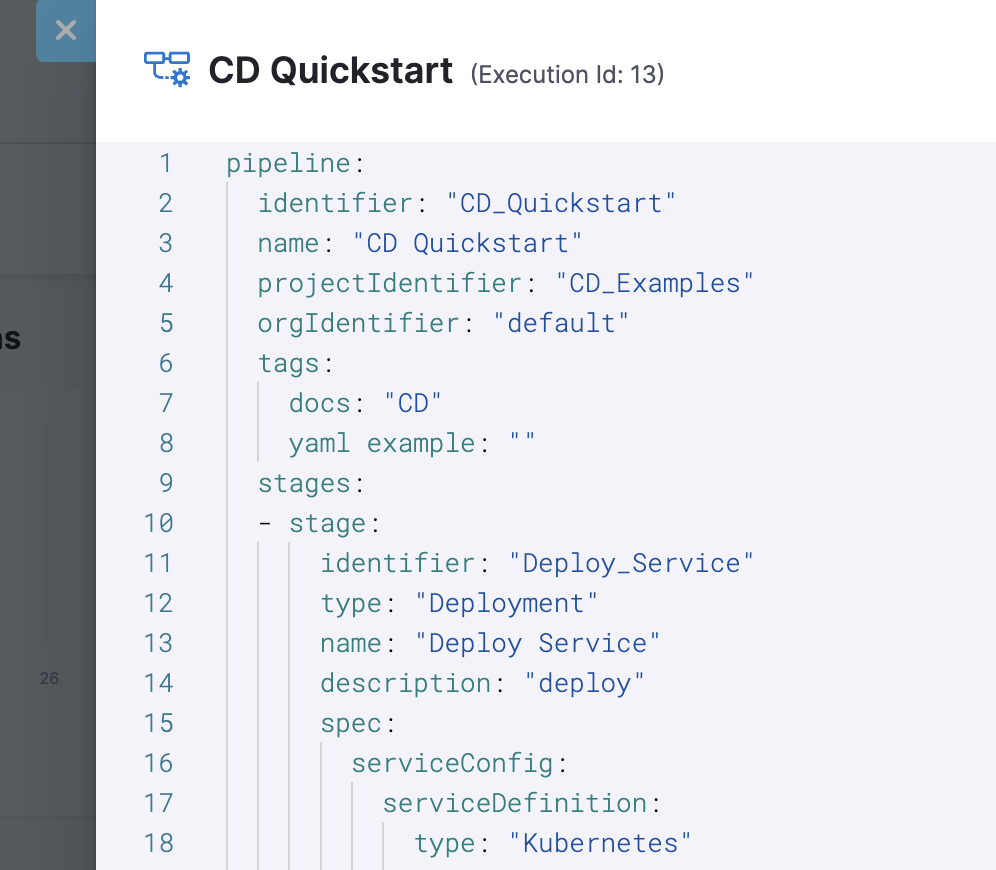 CD Quickstart (Execution Id: 13)
1 pipeline:
2 identifier: "CD_Quickstart"
3 name: "CD Quickstart"
4 projectIdentifier: "CD_Examples"
5 orgIdentifier: "default"
6 tags:
7 docs: "CD"
8 yaml example: ""
9 stages:
10 - stage:
11 identifier: "Deploy_Service"
12 type: "Deployment"
13 name: "Deploy Service"
14 description: "deploy"
15 spec:
16 serviceConfig:
17 serviceDefinition:
18 type: "Kubernetes"
26